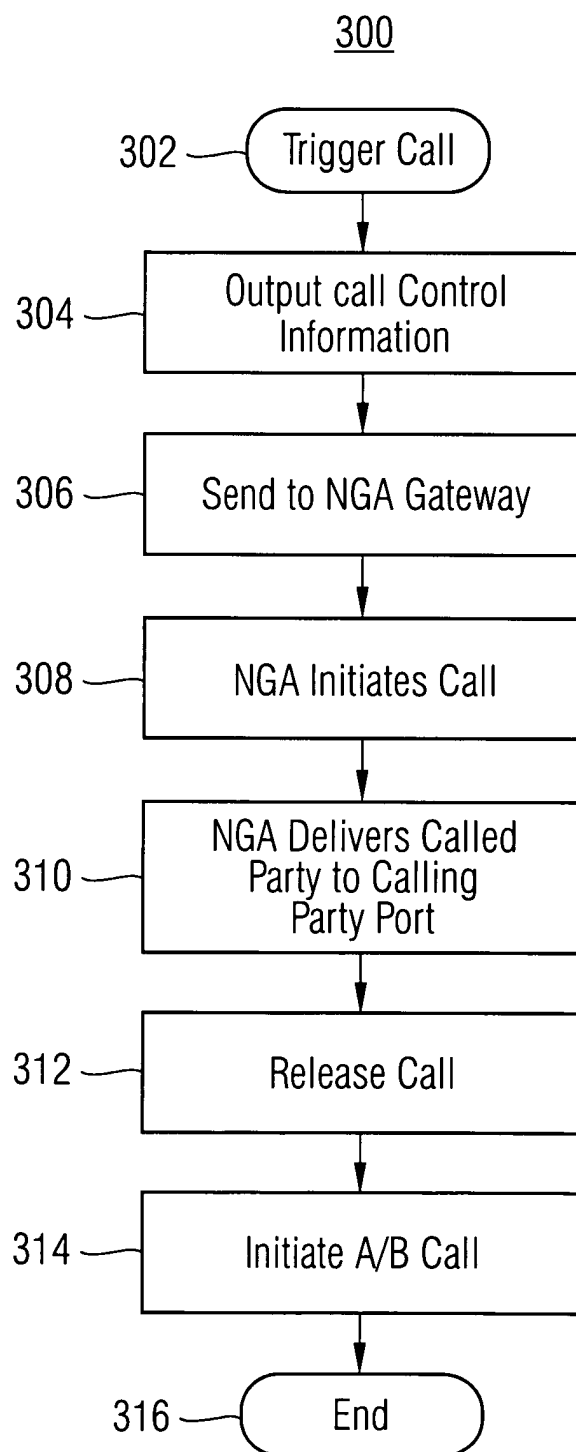 300
302
Trigger Call
304
Output call Control
Information
306
Send to NGA Gateway
308
NGA Initiates Call
310
NGA Delivers Called
Party to Calling
Party Port
312
Release Call
314
Initiate A/B Call
316
End